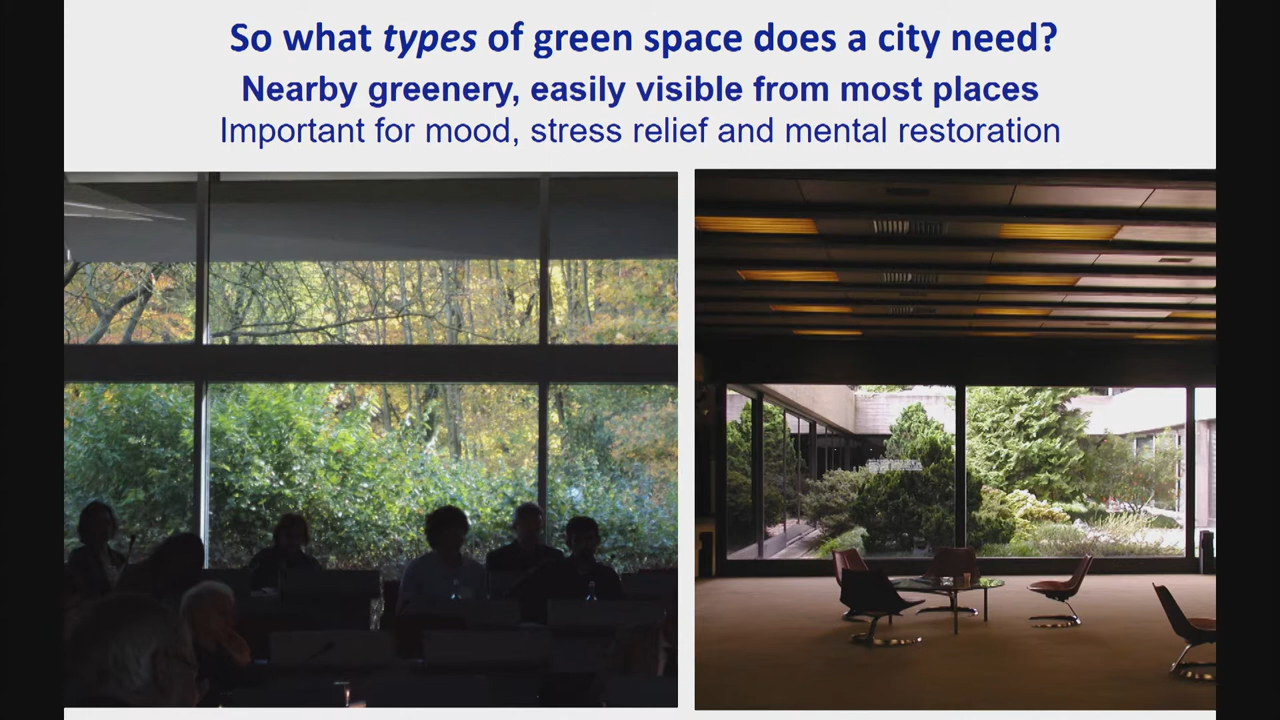 So what types of green space does a city need?
Nearby greenery, easily visible from most places
Important for mood, stress relief and mental restoration